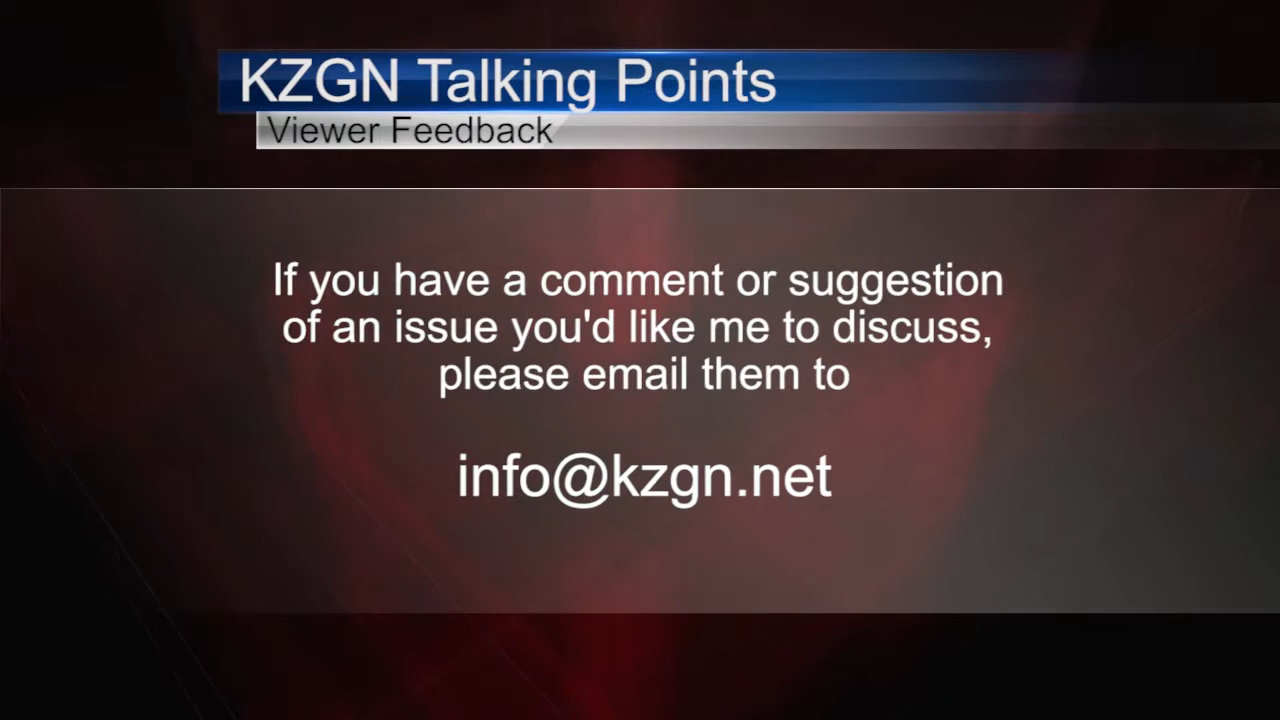 KZGN Talking Points
Viewer Feedback
If you have a comment or suggestion
of an issue you'd like me to discuss,
please email them to
info@kzgn.net